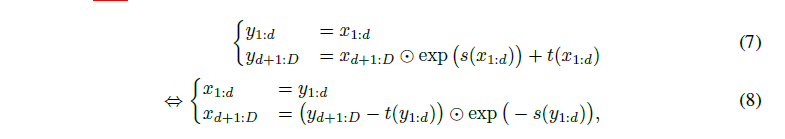 { y_{1:d} = x_{1:d}
y_{d+1:D} = x_{d+1:D} ⊙ exp(s(x_{1:d})) + t(x_{1:d}) (7)
⇔ { x_{1:d} = y_{1:d}
x_{d+1:D} = (y_{d+1:D} − t(y_{1:d})) ⊙ exp(− s(y_{1:d})), (8)